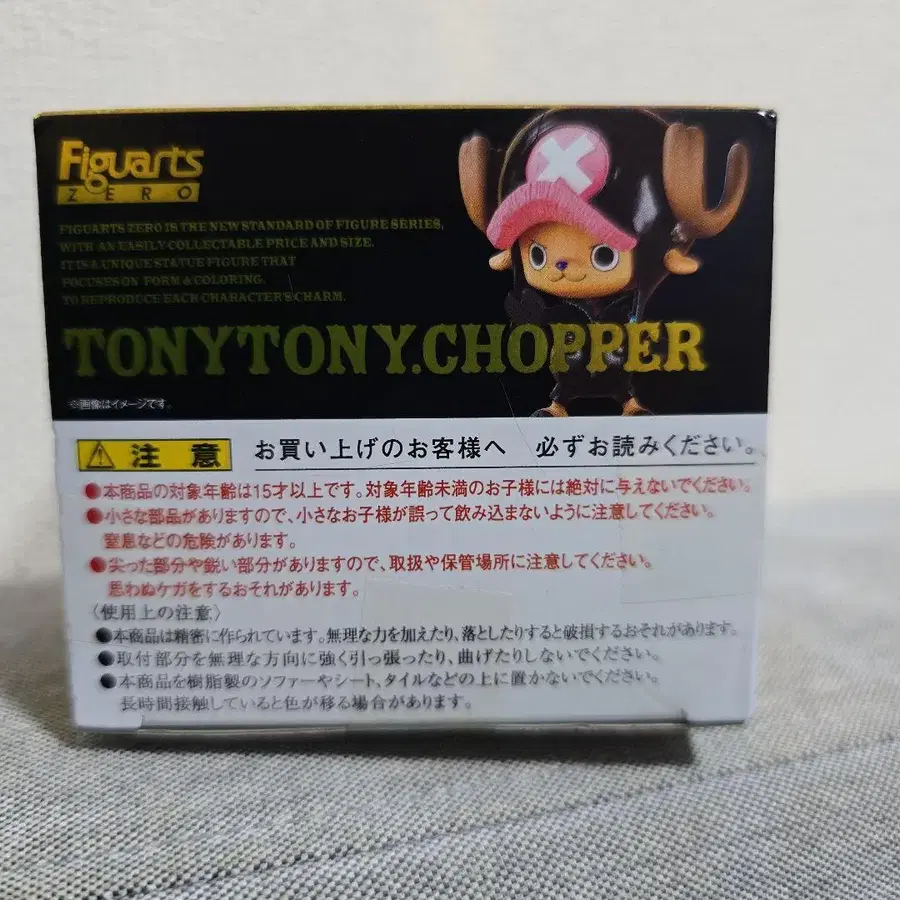 Figuarts
ZERO
FIGUARTS ZERO IS THE NEW STANDARD OF FIGURE SERIES,
WITH AN EASILY COLLECTABLE PRICE AND SIZE.
IT IS A UNIQUE STATUE FIGURE THAT
FOCUSES ON FORM & COLORING.
TO REPRODUCE EACH CHARACTER'S CHARM.
TONYTONY.CHOPPER
※画像はイメージです。
注意 お買い上げのお客様へ 必ずお読みください。
●本商品の対象年齢は15才以上です。対象年齢未満のお子様には絶対に与えないでください。
●小さな部品がありますので、小さなお子様が誤って飲み込まないように注意してください。
窒息などの危険があります。
●尖った部分や鋭い部分がありますので、取扱や保管場所に注意してください。
思わぬケガをするおそれがあります。
〈使用上の注意〉
●本商品は精密に作られています。無理な力を加えたり、落としたりすると破損するおそれがあります。
●取付部分を無理な方向に強く引っ張ったり、曲げたりしないでください。
●本商品を樹脂製のソファーやシート、タイルなどの上に置かないでください。
長時間接触していると色が移る場合があります。